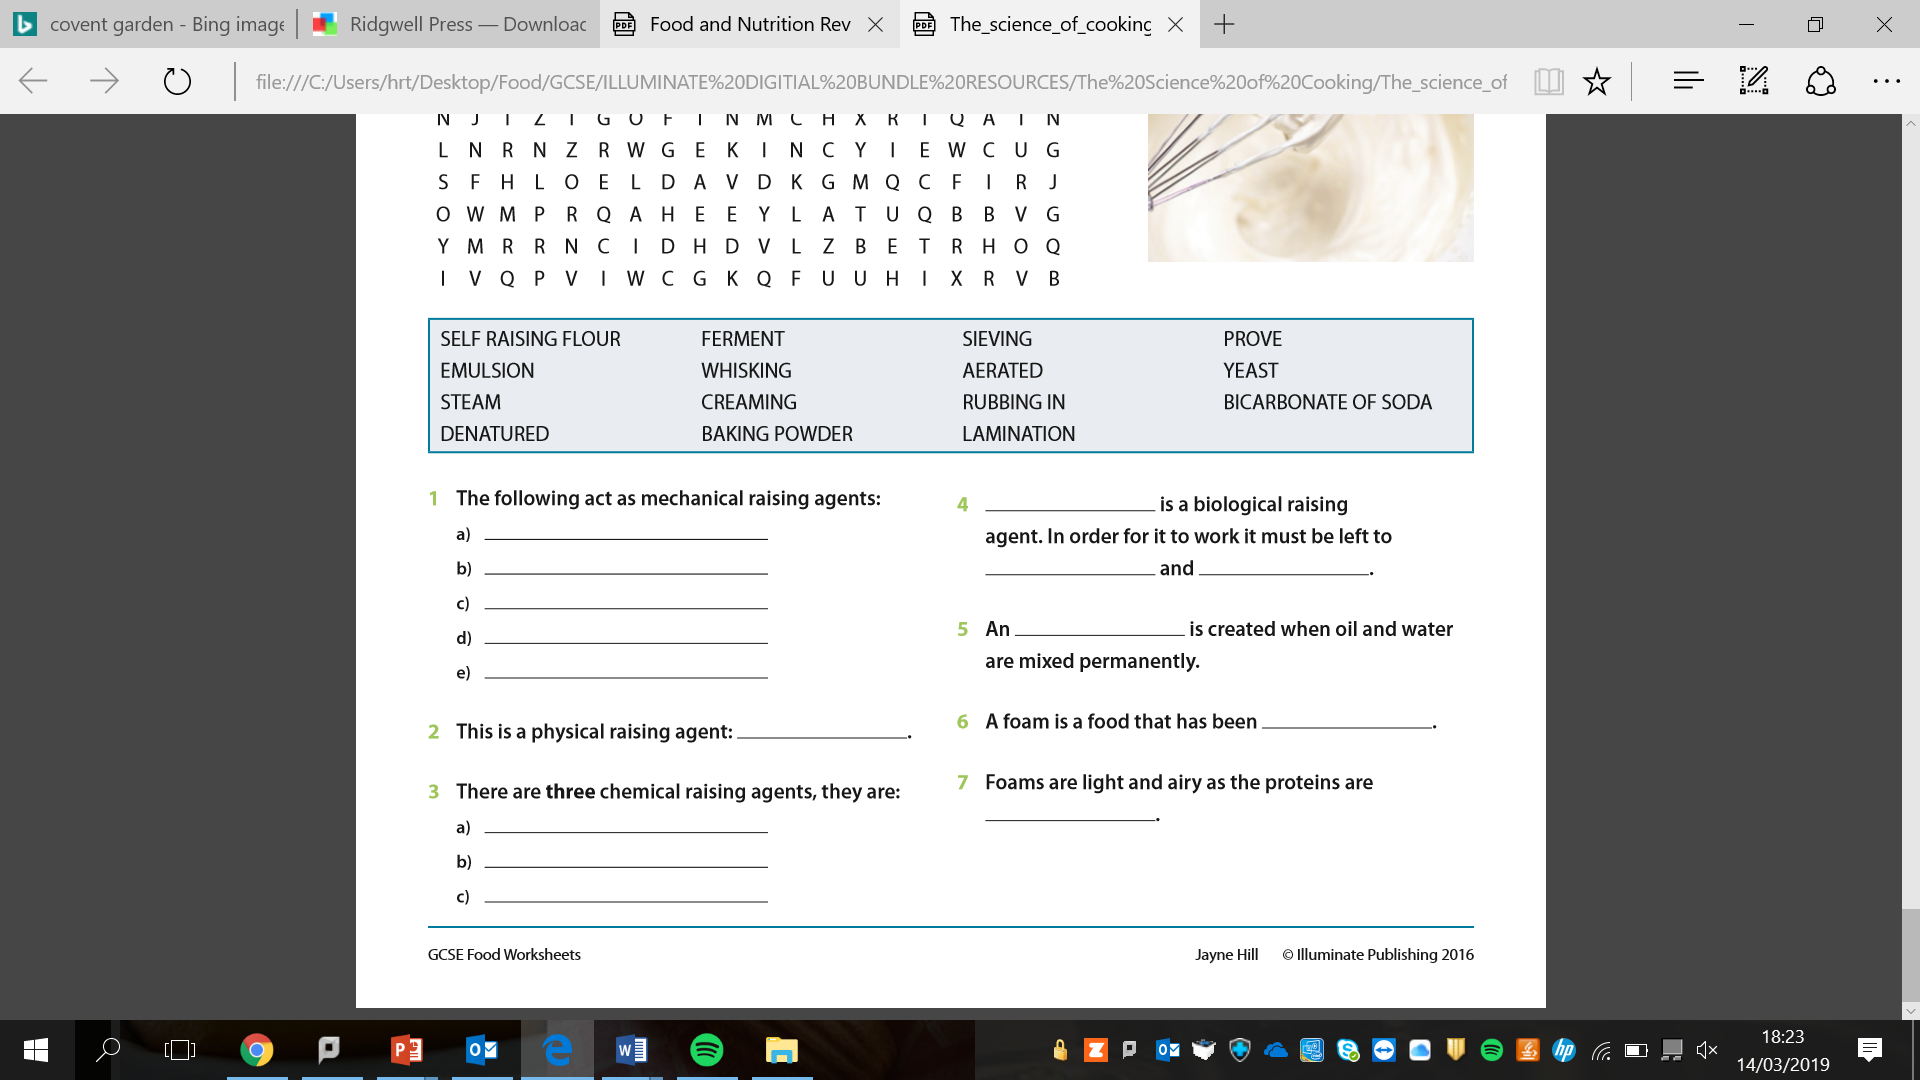 covent garden - Bing image
Ridgwell Press — Downloac
Food and Nutrition Rev
The_science_of_cooking
file:///C:/Users/hrt/Desktop/Food/GCSE/ILLUMINATE%20DIGITIAL%20BUNDLE%20RESOURCES/The%20Science%20of%20Cooking/The_science_of
L N R N Z R W G E K I N C Y I E W C U G
S F H L O E L D A V D K G M Q C F I R J
O W M P R Q A H E E Y L A T U Q B B V G
Y M R R N C I D H D V L Z B E T R H O Q
I V Q P V I W C G K Q F U U H I X R V B
SELF RAISING FLOUR FERMENT SIEVING PROVE
EMULSION WHISKING AERATED YEAST
STEAM CREAMING RUBBING IN BICARBONATE OF SODA
DENATURED BAKING POWDER LAMINATION
1 The following act as mechanical raising agents:
a)
b)
c)
d)
e)
2 This is a physical raising agent: .
3 There are three chemical raising agents, they are:
a)
b)
c)
4 is a biological raising
agent. In order for it to work it must be left to
and .
5 An is created when oil and water
are mixed permanently.
6 A foam is a food that has been .
7 Foams are light and airy as the proteins are
.
GCSE Food Worksheets
Jayne Hill © Illuminate Publishing 2016
18:23
14/03/2019